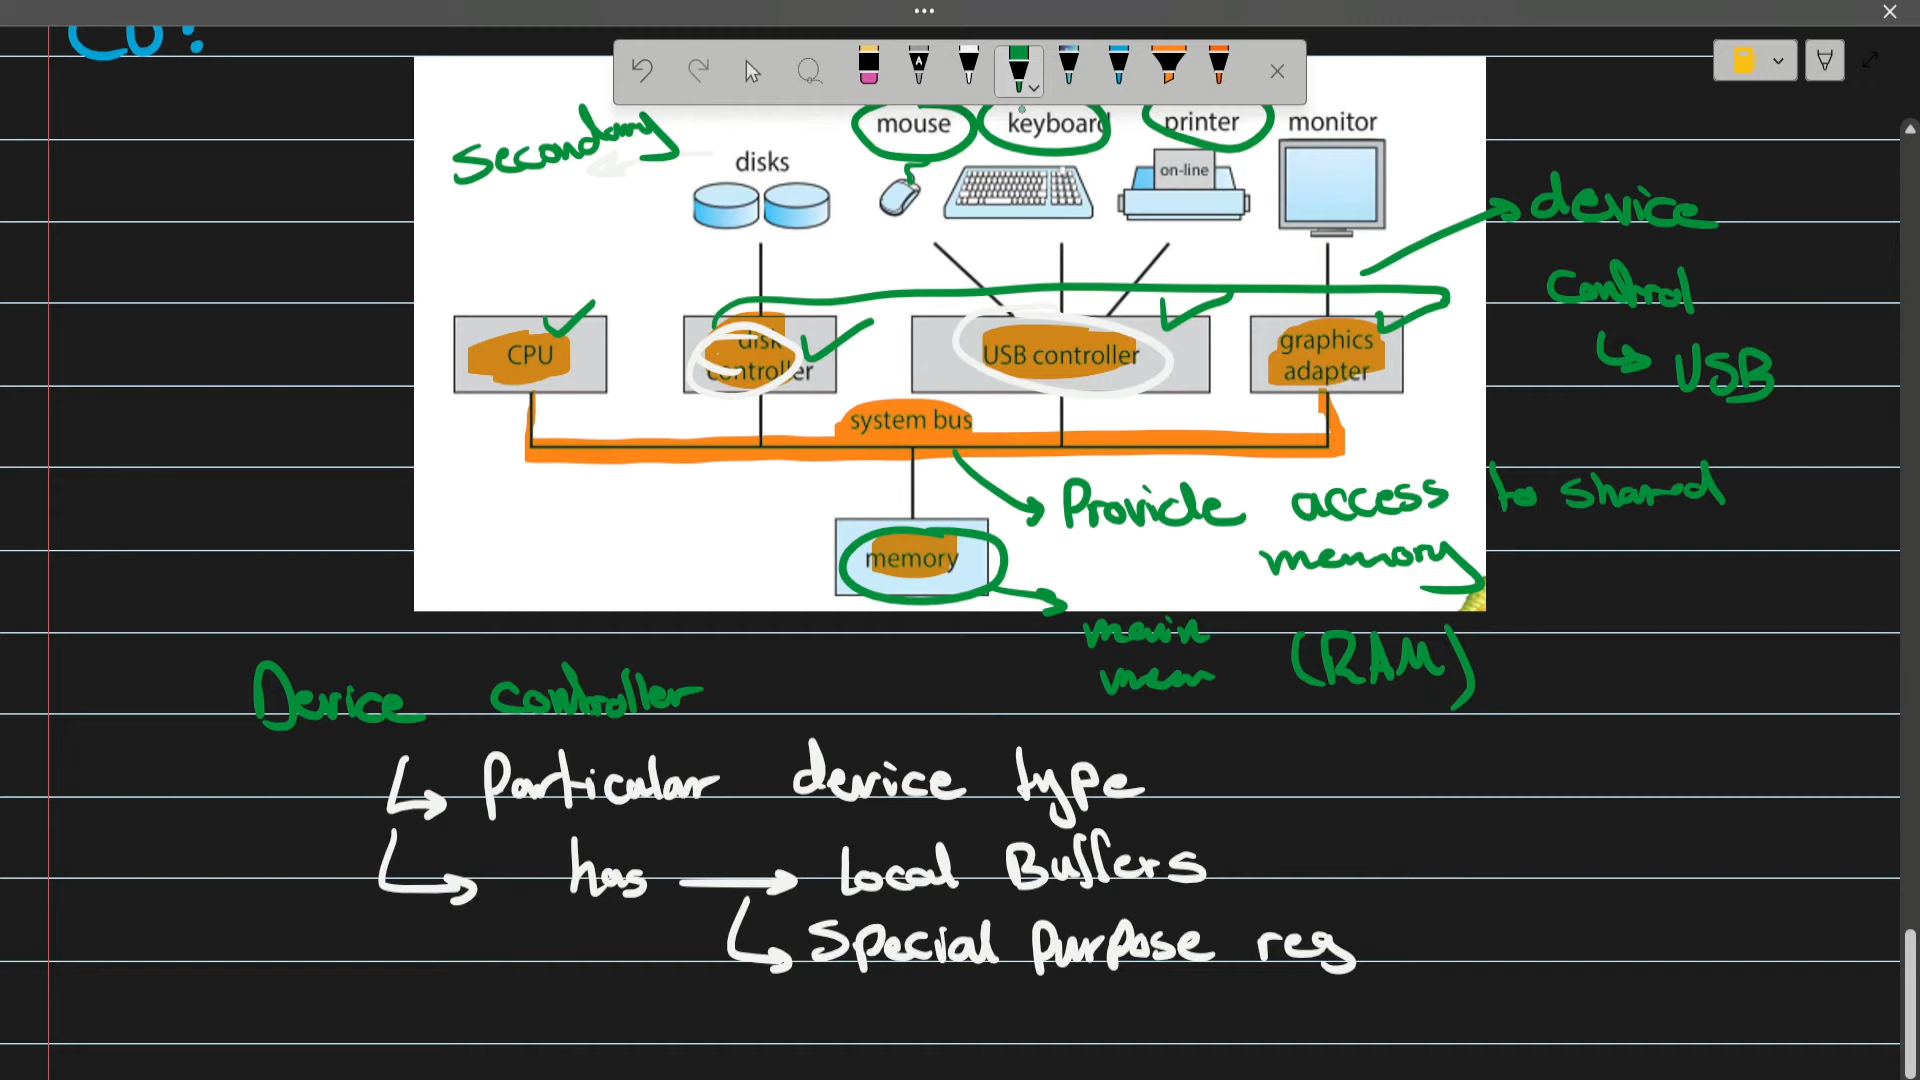 CU:
mouse keyboard printer monitor
Secondary
disks
on-line
device
control
USB
CPU
disk
controller
USB controller
graphics
adapter
system bus
Provide access to shared
memory
memory
main
mem
(RAM)
Device controller
Particular device type
has Local Buffers
Special Purpose reg